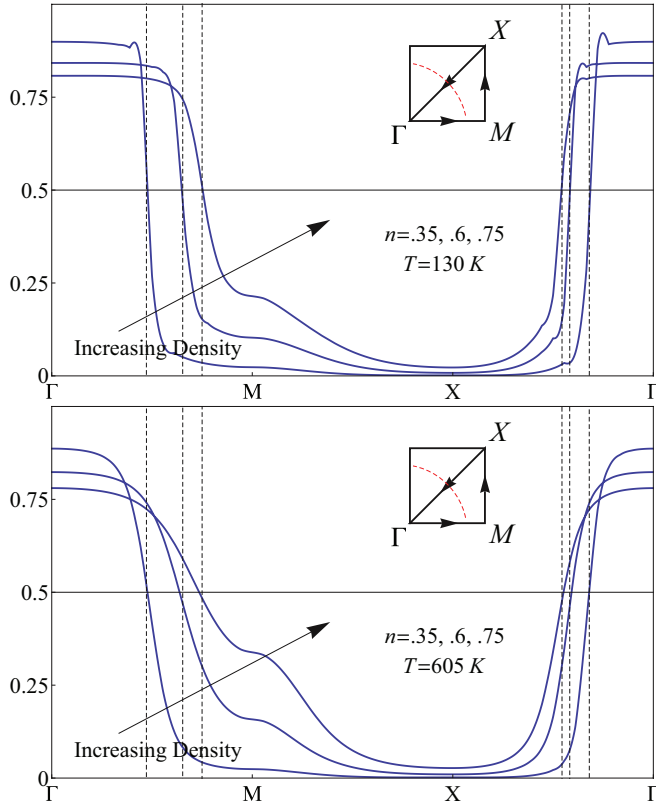 X
0.75
Γ
M
0.5
n=.35, .6, .75
T=130 K
0.25
Increasing Density
0
Γ
M
X
Γ
X
0.75
Γ
M
0.5
n=.35, .6, .75
T=605 K
0.25
Increasing Density
0
Γ
M
X
Γ